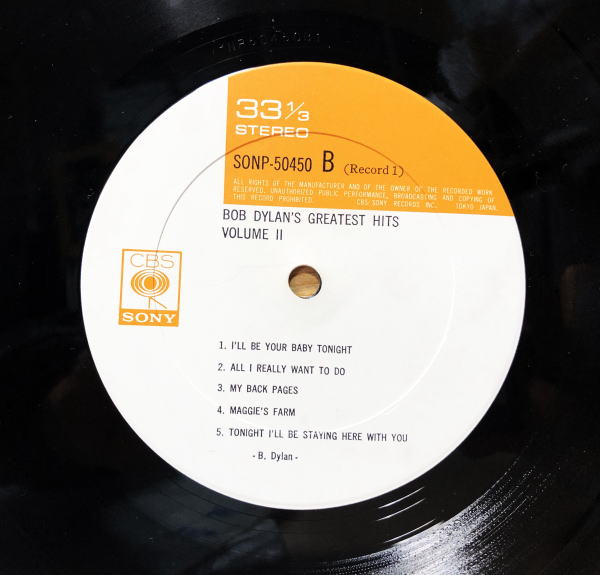 33 1/3
STEREO
SONP-50450 B (Record 1)
ALL RIGHTS OF THE MANUFACTURER AND OF THE OWNER OF THE RECORDED WORK
RESERVED. UNAUTHORIZED PUBLIC PERFORMANCE, BROADCASTING AND COPYING OF
THIS RECORD PROHIBITED. CBS/SONY RECORDS INC. TOKYO JAPAN.
BOB DYLAN'S GREATEST HITS
VOLUME II
CBS
SONY
1. I'LL BE YOUR BABY TONIGHT
2. ALL I REALLY WANT TO DO
3. MY BACK PAGES
4. MAGGIE'S FARM
5. TONIGHT I'LL BE STAYING HERE WITH YOU
- B. Dylan -